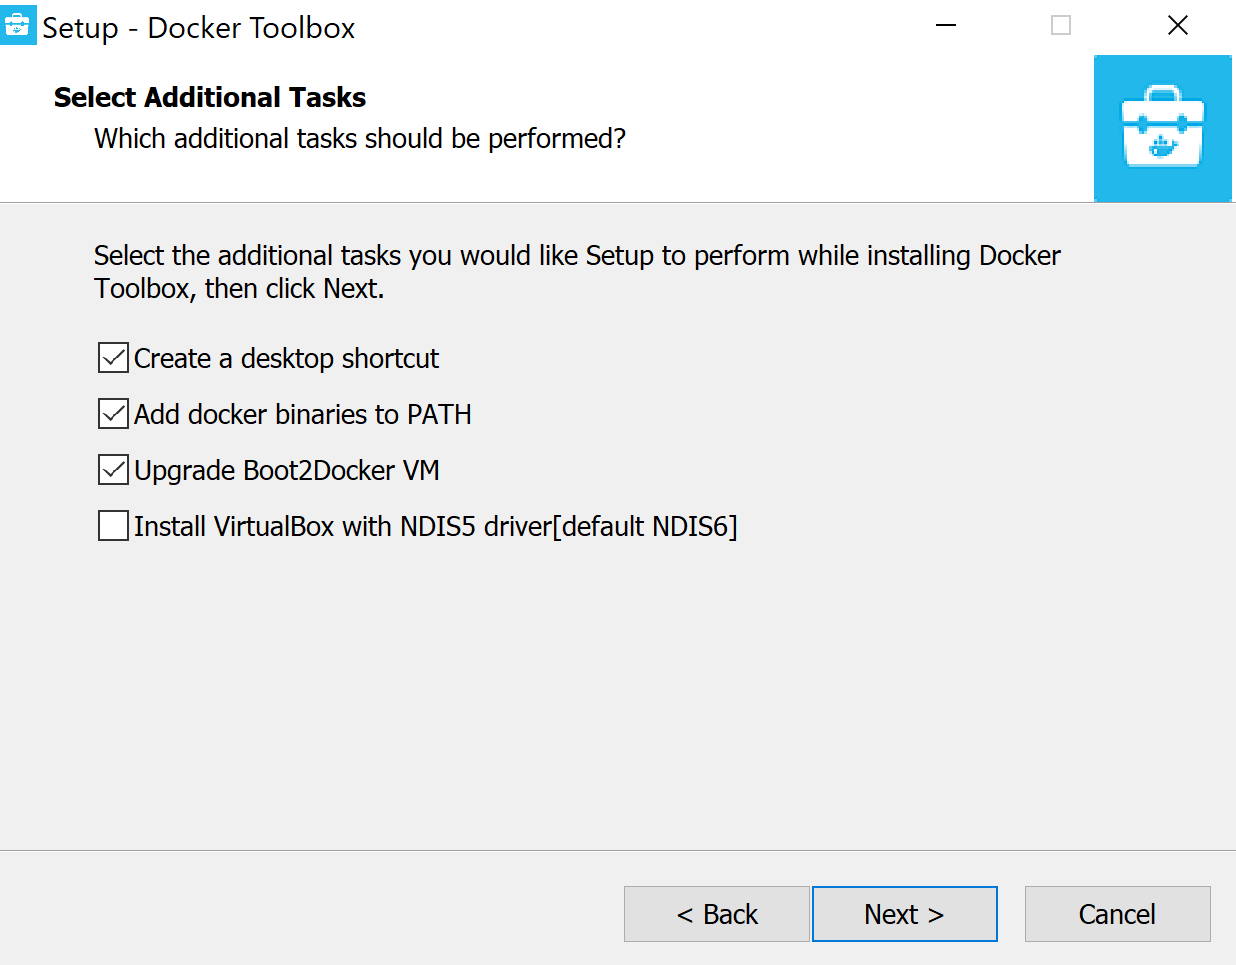 Setup - Docker Toolbox
Select Additional Tasks
Which additional tasks should be performed?
Select the additional tasks you would like Setup to perform while installing Docker
Toolbox, then click Next.
Create a desktop shortcut
Add docker binaries to PATH
Upgrade Boot2Docker VM
Install VirtualBox with NDIS5 driver[default NDIS6]
< Back
Next >
Cancel